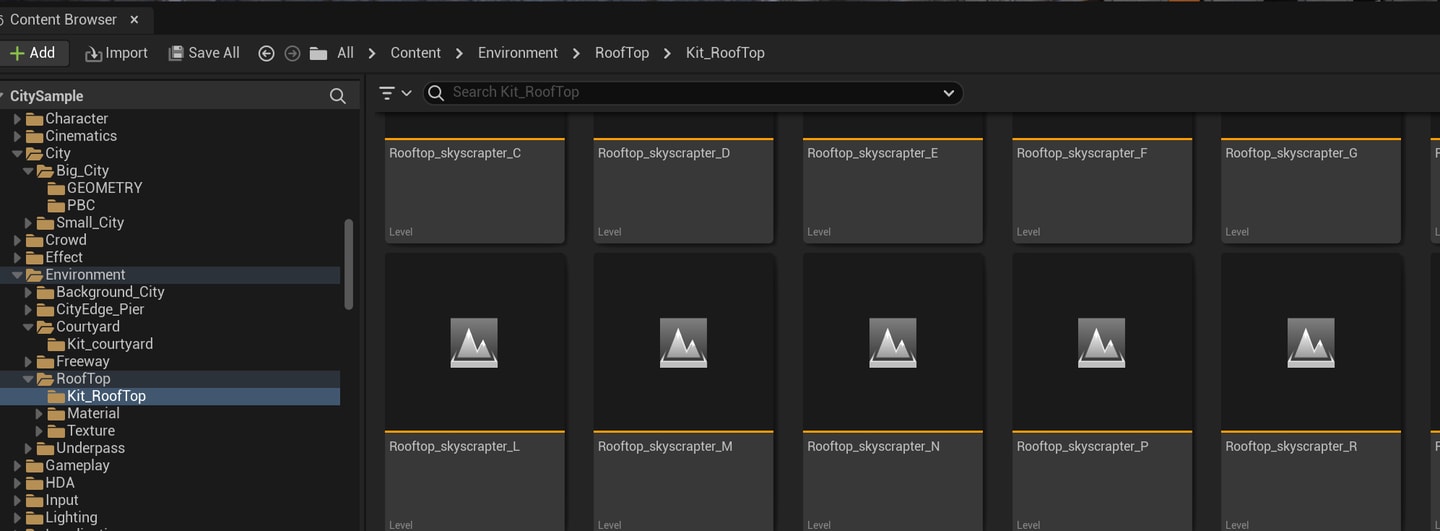 Content Browser
Add
Import
Save All
All
Content
Environment
RoofTop
Kit_RoofTop
CitySample
Search Kit_RoofTop
Character
Cinematics
City
Big_City
GEOMETRY
PBC
Small_City
Crowd
Effect
Environment
Background_City
CityEdge_Pier
Courtyard
Kit_courtyard
Freeway
RoofTop
Kit_RoofTop
Material
Texture
Underpass
Gameplay
HDA
Input
Lighting
Rooftop_skyscrapter_C
Rooftop_skyscrapter_D
Rooftop_skyscrapter_E
Rooftop_skyscrapter_F
Rooftop_skyscrapter_G
Level
Level
Level
Level
Level
Rooftop_skyscrapter_L
Rooftop_skyscrapter_M
Rooftop_skyscrapter_N
Rooftop_skyscrapter_P
Rooftop_skyscrapter_R
Level
Level
Level
Level
Level